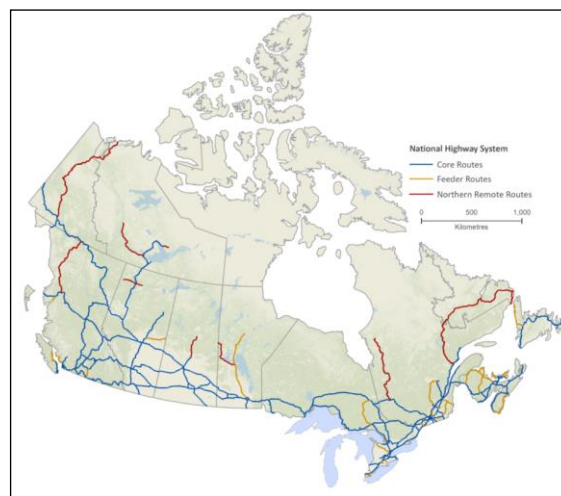 National Highway System
Core Routes
Feeder Routes
Northern Remote Routes
0 500 1,000
Kilometres